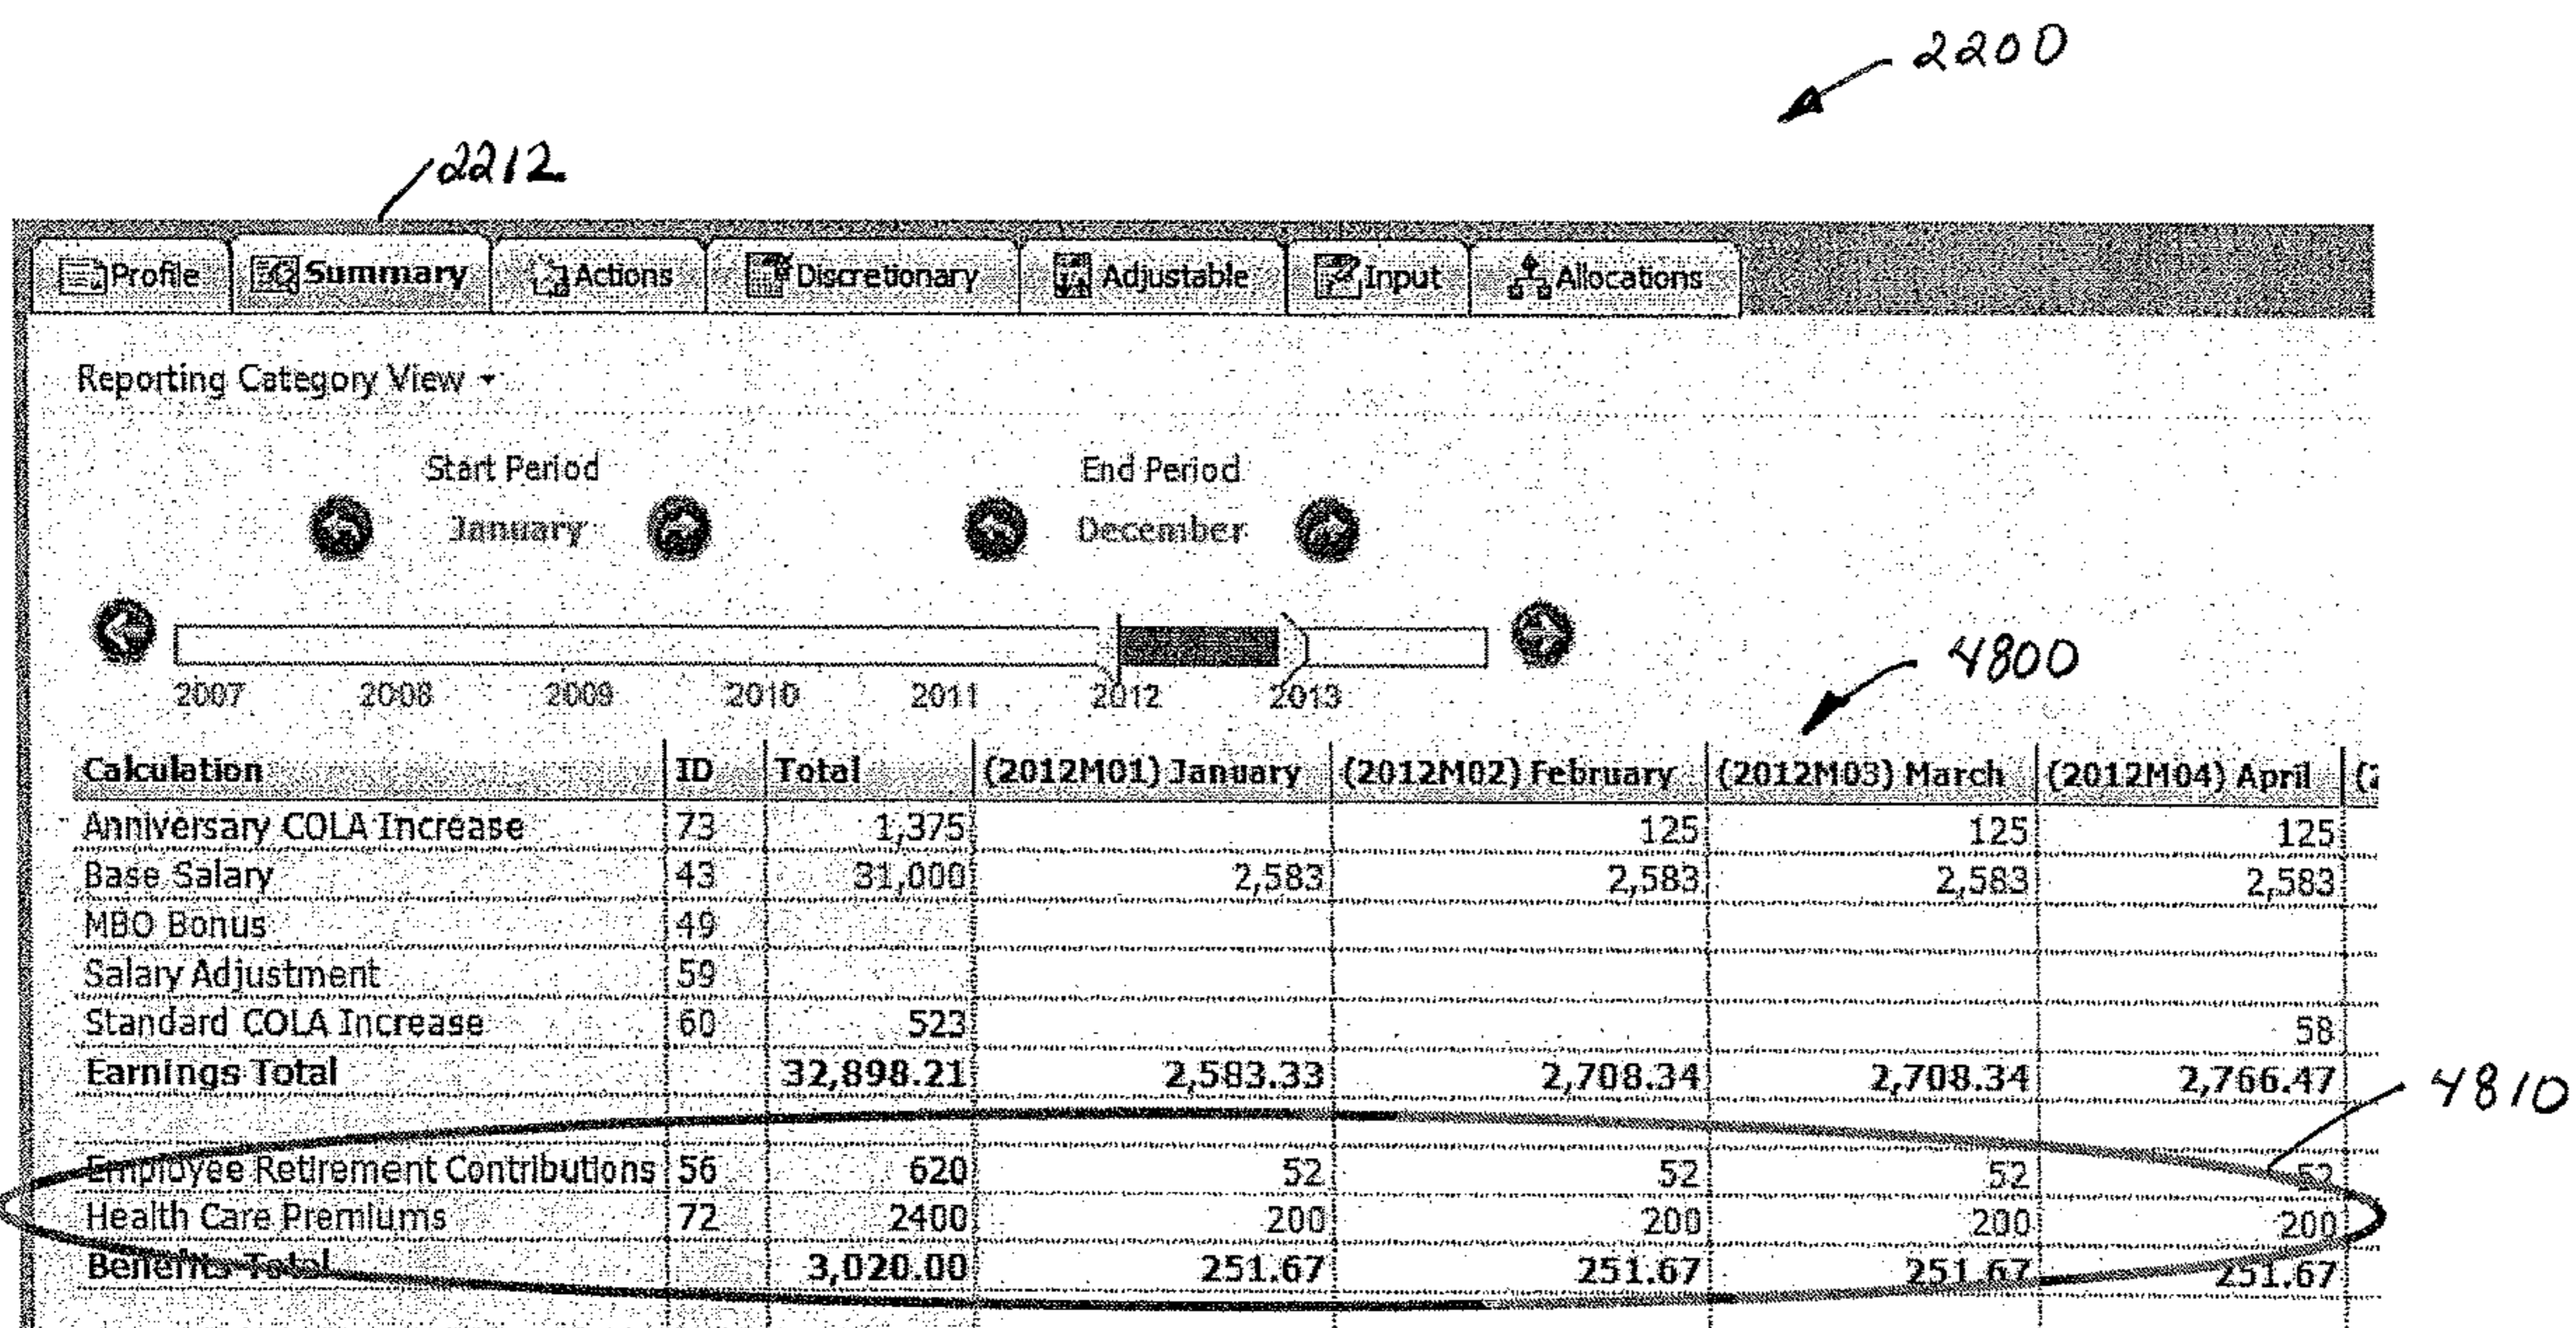 2200
2212
Profile Summary Actions Discretionary Adjustable Input Allocations
Reporting Category View
Start Period End Period
January December
4800
2007 2008 2009 2010 2011 2012 2013
Calculation ID Total (2012M01) January (2012M02) February (2012M03) March (2012M04) April (2
Anniversary COLA Increase 73 1,375 125 125 125
Base Salary 43 31,000 2,583 2,583 2,583 2,583
MBO Bonus 49
Salary Adjustment 59
Standard COLA Increase 60 523 58
Earnings Total 32,898.21 2,583.33 2,708.34 2,708.34 2,766.47
4810
Employee Retirement Contributions 56 620 52 52 52 52
Health Care Premiums 72 2400 200 200 200 200
Benefits Total 3,020.00 251.67 251.67 251.67 251.67